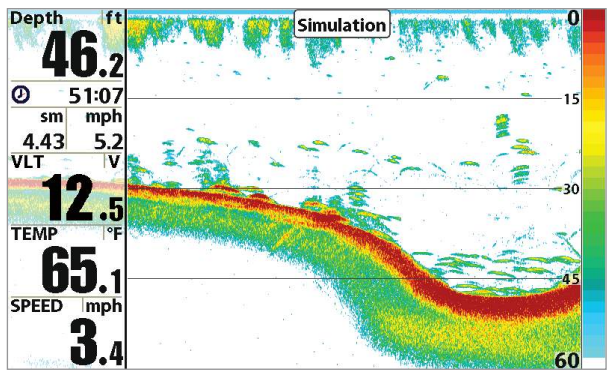 Depth ft
46.2
51:07
sm mph
4.43 5.2
VLT V
12.5
TEMP °F
65.1
SPEED mph
3.4
Simulation
0
15
30
45
60